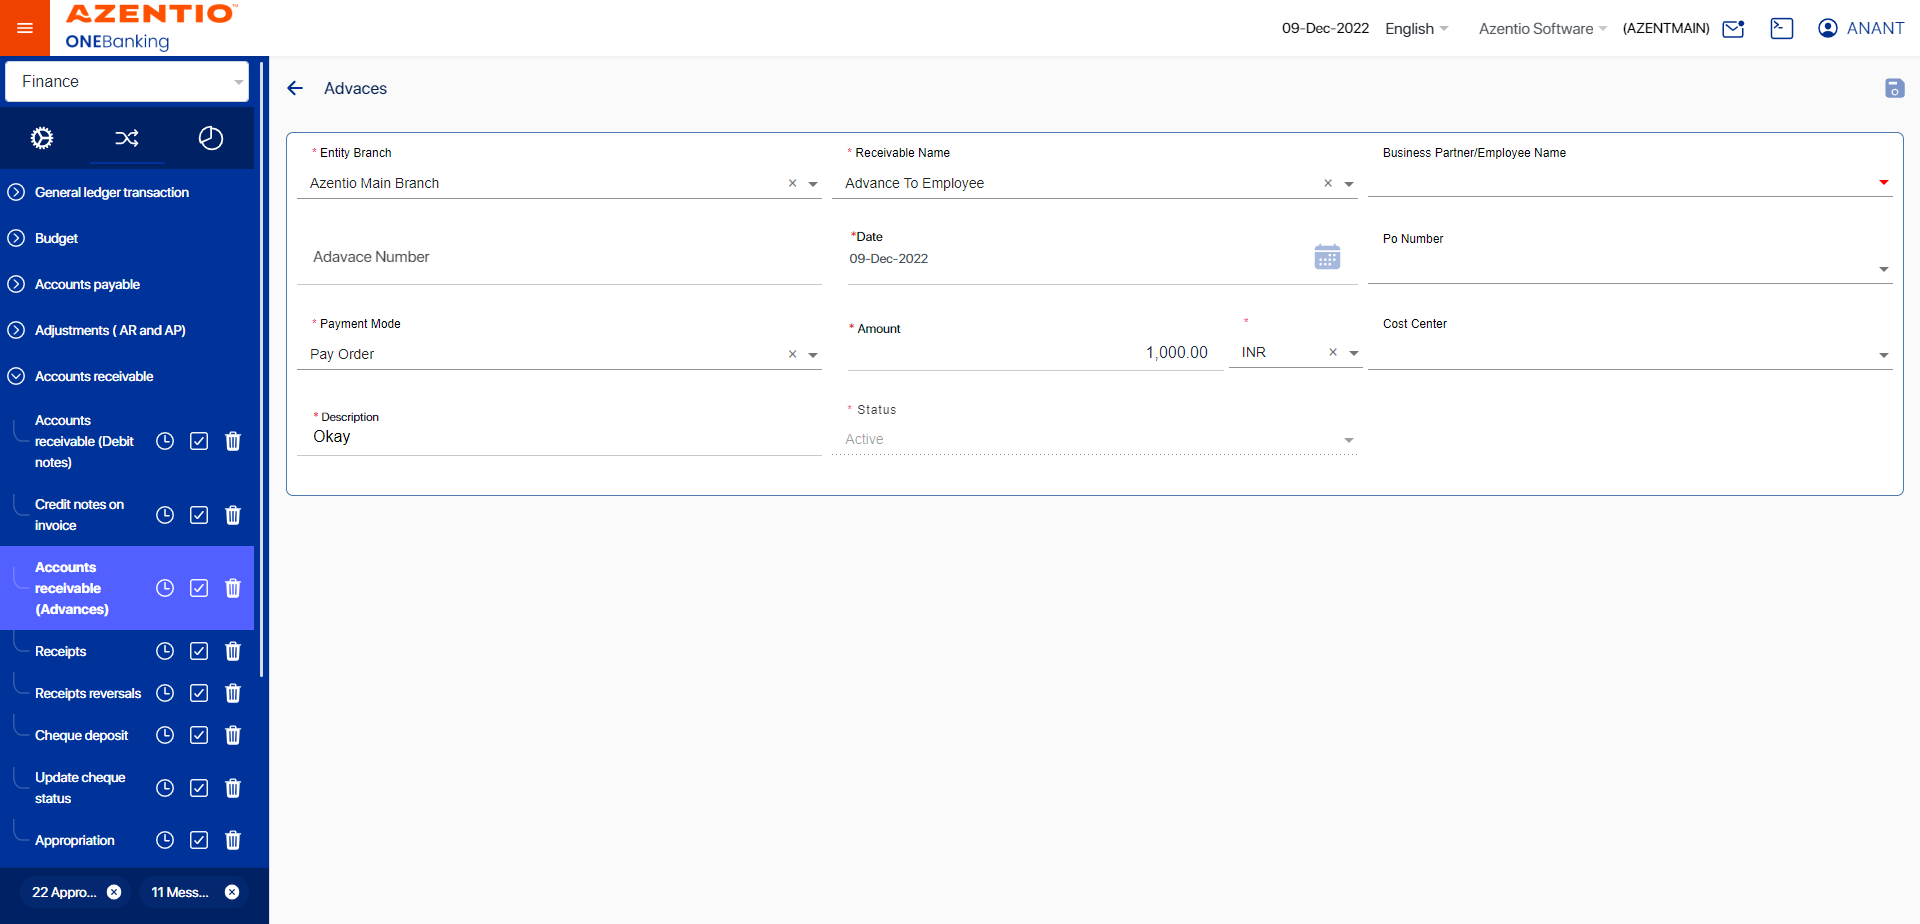 AZENTIO™
ONEBanking
09-Dec-2022 English Azentio Software (AZENTMAIN) ANANT
Finance
General ledger transaction
Budget
Accounts payable
Adjustments ( AR and AP)
Accounts receivable
Accounts
receivable (Debit
notes)
Credit notes on
invoice
Accounts
receivable
(Advances)
Receipts
Receipts reversals
Cheque deposit
Update cheque
status
Appropriation
22 Appro...
11 Mess...
Advaces
* Entity Branch
Azentio Main Branch
* Receivable Name
Advance To Employee
Business Partner/Employee Name
Adavace Number
*Date
09-Dec-2022
Po Number
* Payment Mode
Pay Order
* Amount
1,000.00
*
INR
Cost Center
* Description
Okay
* Status
Active